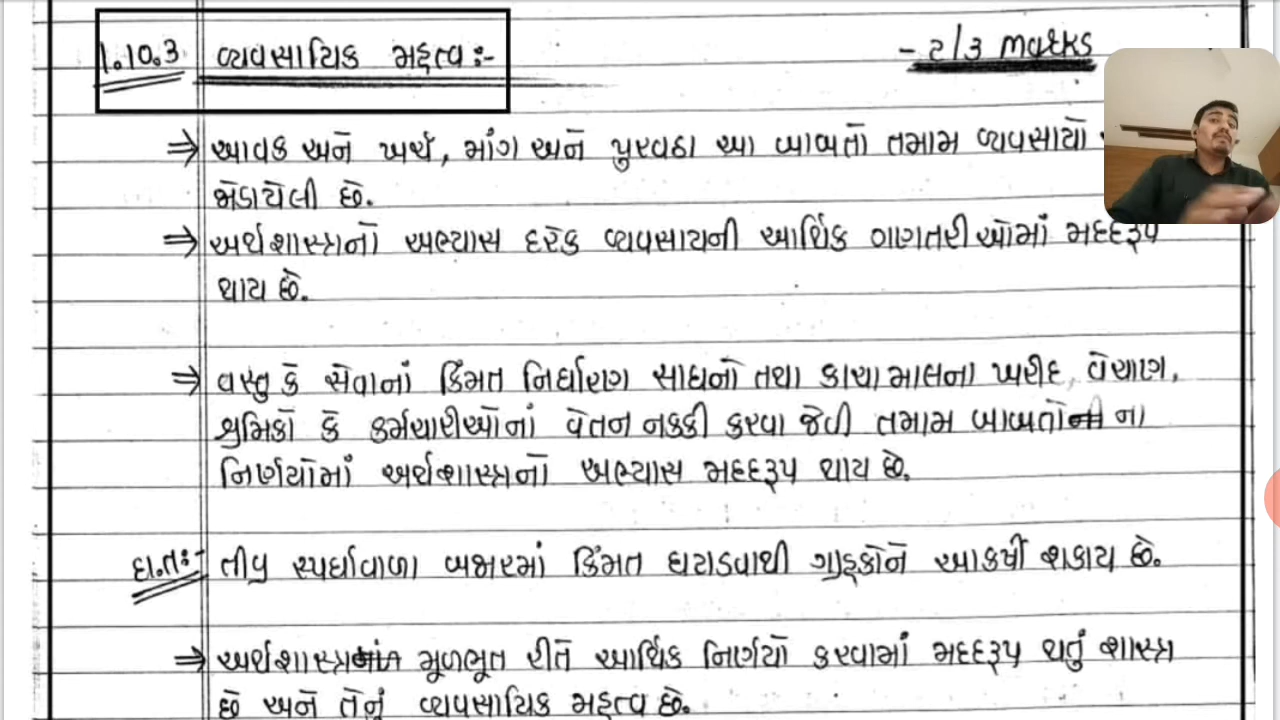 1.10.3 વ્યવસાયિક મહત્વ:- - ૨/૩ Marks
⇒ આવક અને ખર્ચ, માંગ અને પુરવઠા આ બાબતો તમામ વ્યવસાયો
જોડાયેલી છે.
⇒ અર્થશાસ્ત્રનો અભ્યાસ દરેક વ્યવસાયની આર્થિક ગણતરીઓમાં મદદરૂપ
થાય છે.
⇒ વસ્તુ કે સેવાનાં કિંમત નિર્ધારણ સાધનો તથા કાચા માલના ખરીદ, વેચાણ,
શ્રમિકો કે કર્મચારીઓનાં વેતન નક્કી કરવા જેવી તમામ બાબતો ના
નિર્ણયોમાં અર્થશાસ્ત્રનો અભ્યાસ મદદરૂપ થાય છે.
દા.ત:- તીવ્ર સ્પર્ધાવાળા બજારમાં કિંમત ઘટાડવાથી ગ્રાહકોને આકર્ષી શકાય છે.
⇒ અર્થશાસ્ત્ર મૂળભૂત રીતે આર્થિક નિર્ણયો કરવામાં મદદરૂપ થતું શાસ્ત્ર
છે અને તેનું વ્યવસાયિક મહત્વ છે.